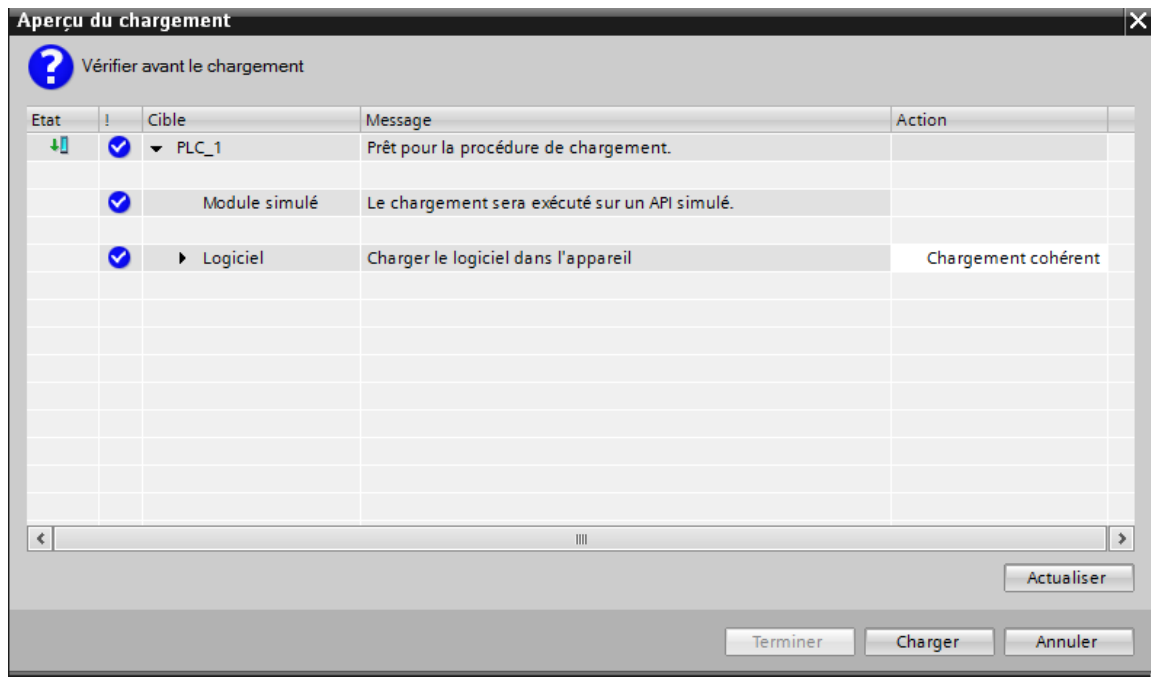 Aperçu du chargement
Vérifier avant le chargement
Etat ! Cible Message Action
PLC_1 Prêt pour la procédure de chargement.
Module simulé Le chargement sera exécuté sur un API simulé.
Logiciel Charger le logiciel dans l'appareil Chargement cohérent
Actualiser
Terminer Charger Annuler